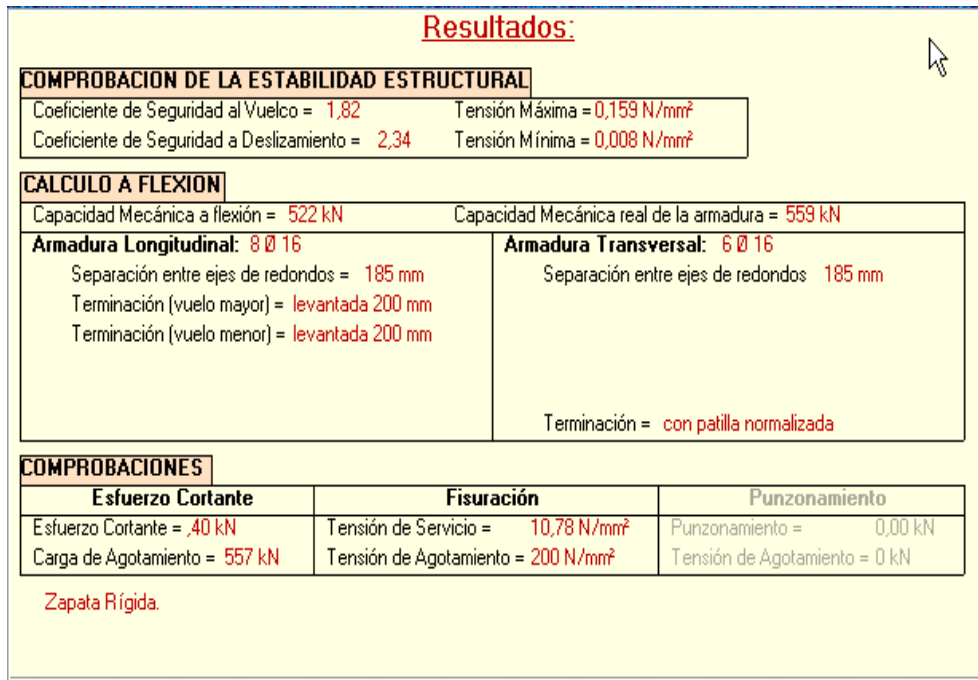 Resultados:
COMPROBACION DE LA ESTABILIDAD ESTRUCTURAL
Coeficiente de Seguridad al Vuelco = 1,82 Tensión Máxima = 0,159 N/mm²
Coeficiente de Seguridad a Deslizamiento = 2,34 Tensión Mínima = 0,008 N/mm²
CALCULO A FLEXION
Capacidad Mecánica a flexión = 522 kN Capacidad Mecánica real de la armadura = 559 kN
Armadura Longitudinal: 8 Ø 16 Armadura Transversal: 6 Ø 16
Separación entre ejes de redondos = 185 mm Separación entre ejes de redondos 185 mm
Terminación (vuelo mayor) = levantada 200 mm
Terminación (vuelo menor) = levantada 200 mm
Terminación = con patilla normalizada
COMPROBACIONES
Esfuerzo Cortante Fisuración Punzonamiento
Esfuerzo Cortante = ,40 kN Tensión de Servicio = 10,78 N/mm² Punzonamiento = 0,00 kN
Carga de Agotamiento = 557 kN Tensión de Agotamiento = 200 N/mm² Tensión de Agotamiento = 0 kN
Zapata Rígida.